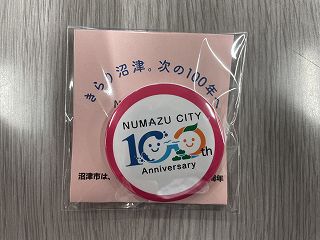 きらり沼津。次の100年へ
NUMAZU CITY
100th
Anniversary
沼津市は、
年